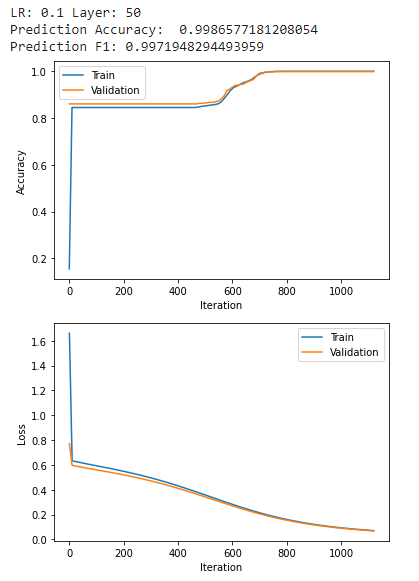 LR: 0.1 Layer: 50
Prediction Accuracy:  0.9986577181208054
Prediction F1: 0.9971948294493959
1.0
0.8
0.6
0.4
0.2
Accuracy
Train
Validation
0 200 400 600 800 1000
Iteration
1.6
1.4
1.2
1.0
0.8
0.6
0.4
0.2
0.0
Loss
Train
Validation
0 200 400 600 800 1000
Iteration